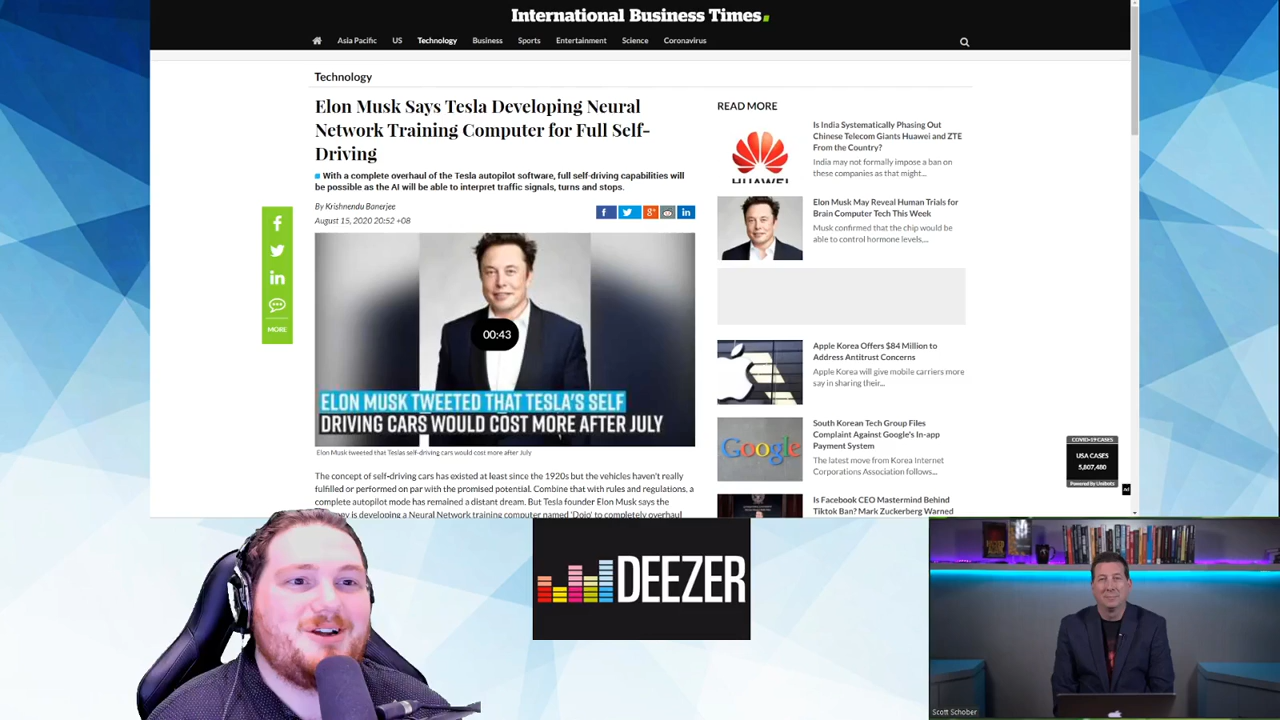 International Business Times.
Asia Pacific US Technology Business Sports Entertainment Science Coronavirus
Technology
Elon Musk Says Tesla Developing Neural
Network Training Computer for Full Self-
Driving
With a complete overhaul of the Tesla autopilot software, full self-driving capabilities will
be possible as the AI will be able to interpret traffic signals, turns and stops.
By Krishnendu Banerjee
August 15, 2020 20:52 +08
MORE
00:43
ELON MUSK TWEETED THAT TESLA'S SELF
DRIVING CARS WOULD COST MORE AFTER JULY
Elon Musk tweeted that Teslas self-driving cars would cost more after July
The concept of self-driving cars has existed at least since the 1920s but the vehicles haven't really
fulfilled or performed on par with the promised potential. Combine that with rules and regulations, a
complete autopilot mode has remained a distant dream. But Tesla founder Elon Musk says the
is developing a Neural Network training computer named 'Dojo' to completely overhaul
READ MORE
Is India Systematically Phasing Out
Chinese Telecom Giants Huawei and ZTE
From the Country?
India may not formally impose a ban on
these companies as that might...
HUAWEI
Elon Musk May Reveal Human Trials for
Brain Computer Tech This Week
Musk confirmed that the chip would be
able to control hormone levels,...
Apple Korea Offers $84 Million to
Address Antitrust Concerns
Apple Korea will give mobile carriers more
say in sharing their...
Google
South Korean Tech Group Files
Complaint Against Google's In-app
Payment System
The latest move from Korea Internet
Corporations Association follows...
Is Facebook CEO Mastermind Behind
Tiktok Ban? Mark Zuckerberg Warned
COVID-19 CASES
USA CASES
5,807,480
Powered By Unibots
Ad
DEEZER
Scott Schober